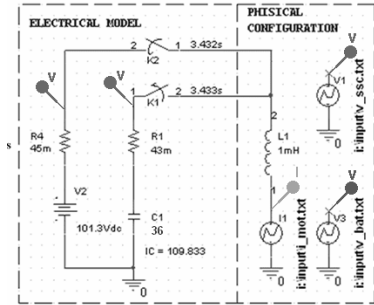 ELECTRICAL MODEL
PHISICAL
CONFIGURATION
2 1 3.432s
K2
V
V
V
V1
1 2 3.433s
K1
2
0
R4
45m
R1
43m
L1
1mH
1
I
V
V2
101.3Vdc
C1
36
IC = 109.833
I1
V3
0
0
0
i:\input\v_ssc.txt
i:\input\i_mot.txt
i:\input\v_bat.txt
s